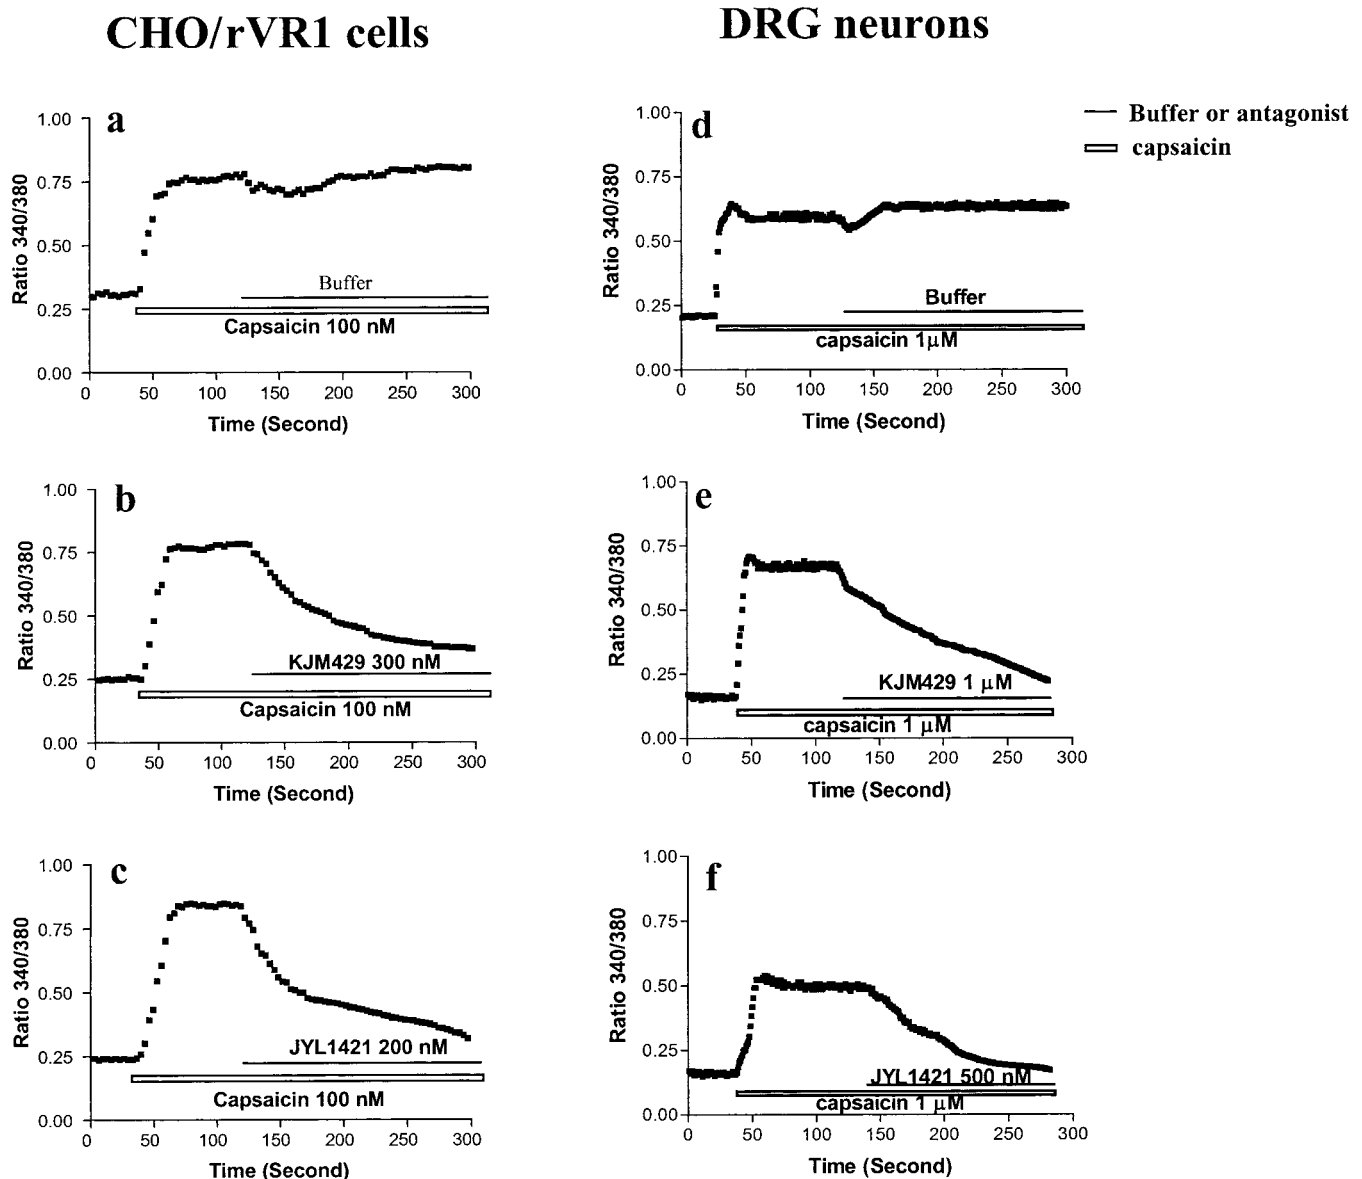 CHO/rVR1 cells
DRG neurons
Buffer or antagonist
capsaicin
a
1.00
0.75
0.50
0.25
0.00
Ratio 340/380
Buffer
Capsaicin 100 nM
0 50 100 150 200 250 300
Time (Second)
d
1.00
0.75
0.50
0.25
0.00
Ratio 340/380
Buffer
capsaicin 1µM
0 50 100 150 200 250 300
Time (Second)
b
1.00
0.75
0.50
0.25
0.00
Ratio 340/380
KJM429 300 nM
Capsaicin 100 nM
0 50 100 150 200 250 300
Time (Second)
e
1.00
0.75
0.50
0.25
0.00
Ratio 340/380
KJM429 1 µM
capsaicin 1 µM
0 50 100 150 200 250 300
Time (Second)
c
1.00
0.75
0.50
0.25
0.00
Ratio 340/380
JYL1421 200 nM
Capsaicin 100 nM
0 50 100 150 200 250 300
Time (Second)
f
1.00
0.75
0.50
0.25
0.00
Ratio 340/380
JYL1421 500 nM
capsaicin 1 µM
0 50 100 150 200 250 300
Time (Second)